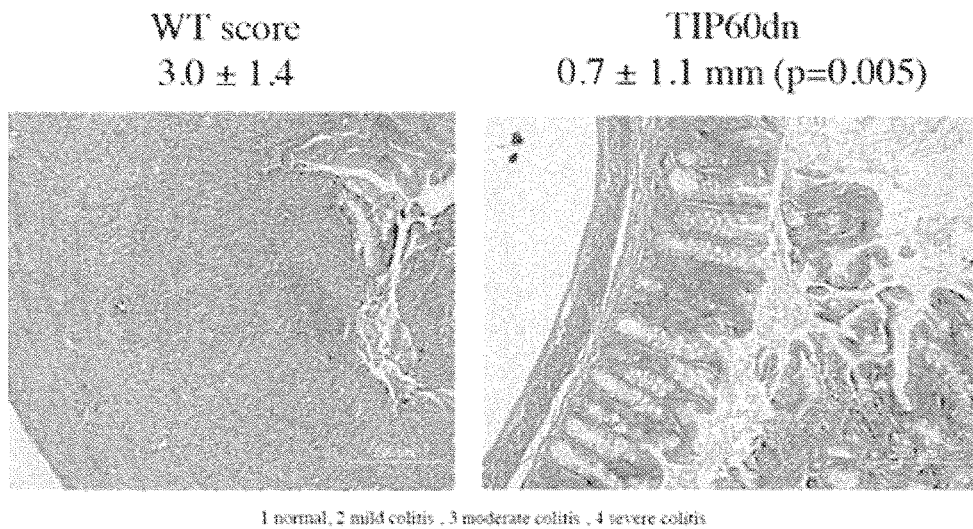 WT score
3.0 ± 1.4
TIP60dn
0.7 ± 1.1 mm (p=0.005)
1 normal, 2 mild colitis , 3 moderate colitis , 4 severe colitis